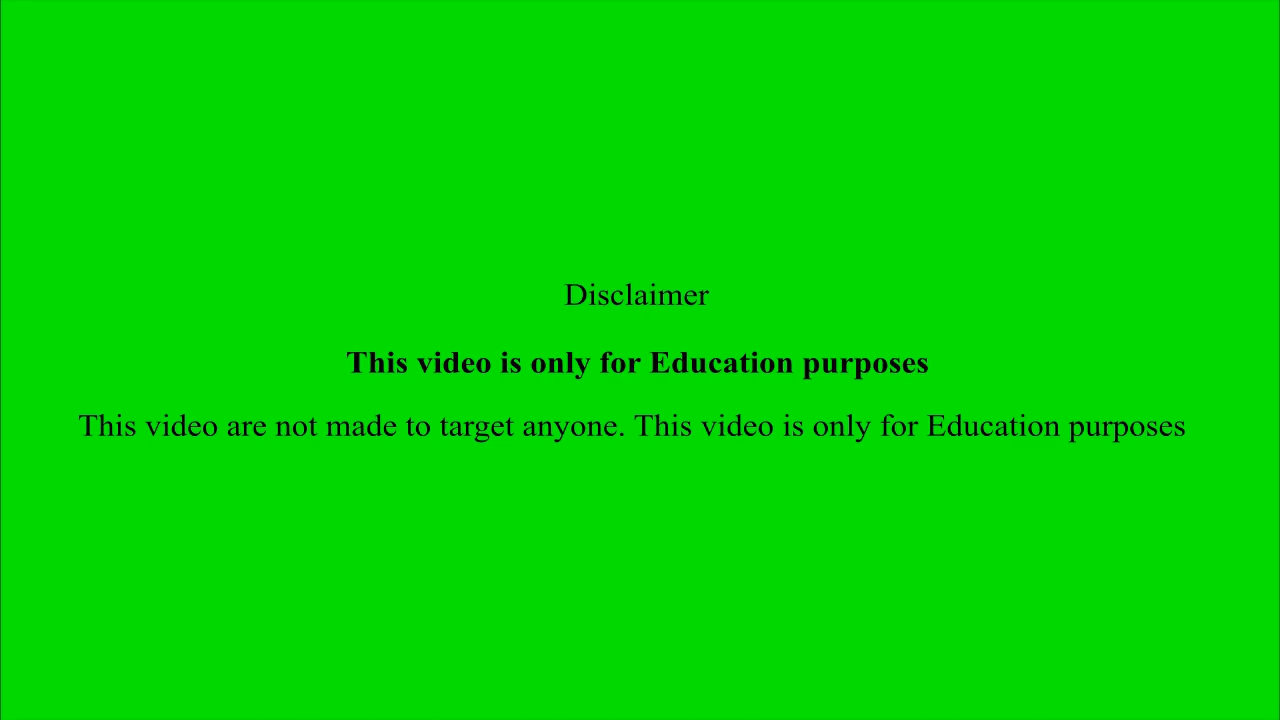 Disclaimer
This video is only for Education purposes
This video are not made to target anyone. This video is only for Education purposes